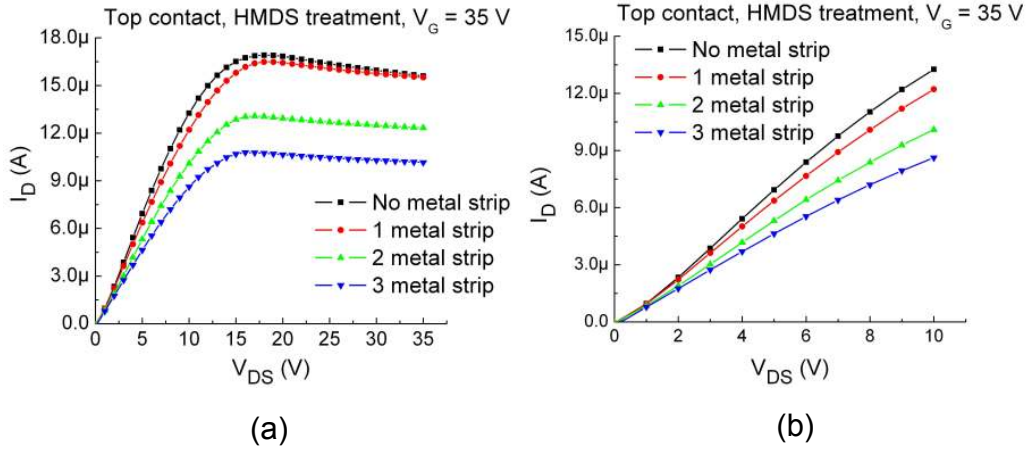 Top contact, HMDS treatment, V_G = 35 V
18.0µ
15.0µ
12.0µ
9.0µ
6.0µ
3.0µ
0.0
I_D (A)
No metal strip
1 metal strip
2 metal strip
3 metal strip
0 5 10 15 20 25 30 35
V_DS (V)
(a)
Top contact, HMDS treatment, V_G = 35 V
15.0µ
12.0µ
9.0µ
6.0µ
3.0µ
0.0
I_D (A)
No metal strip
1 metal strip
2 metal strip
3 metal strip
0 2 4 6 8 10
V_DS (V)
(b)